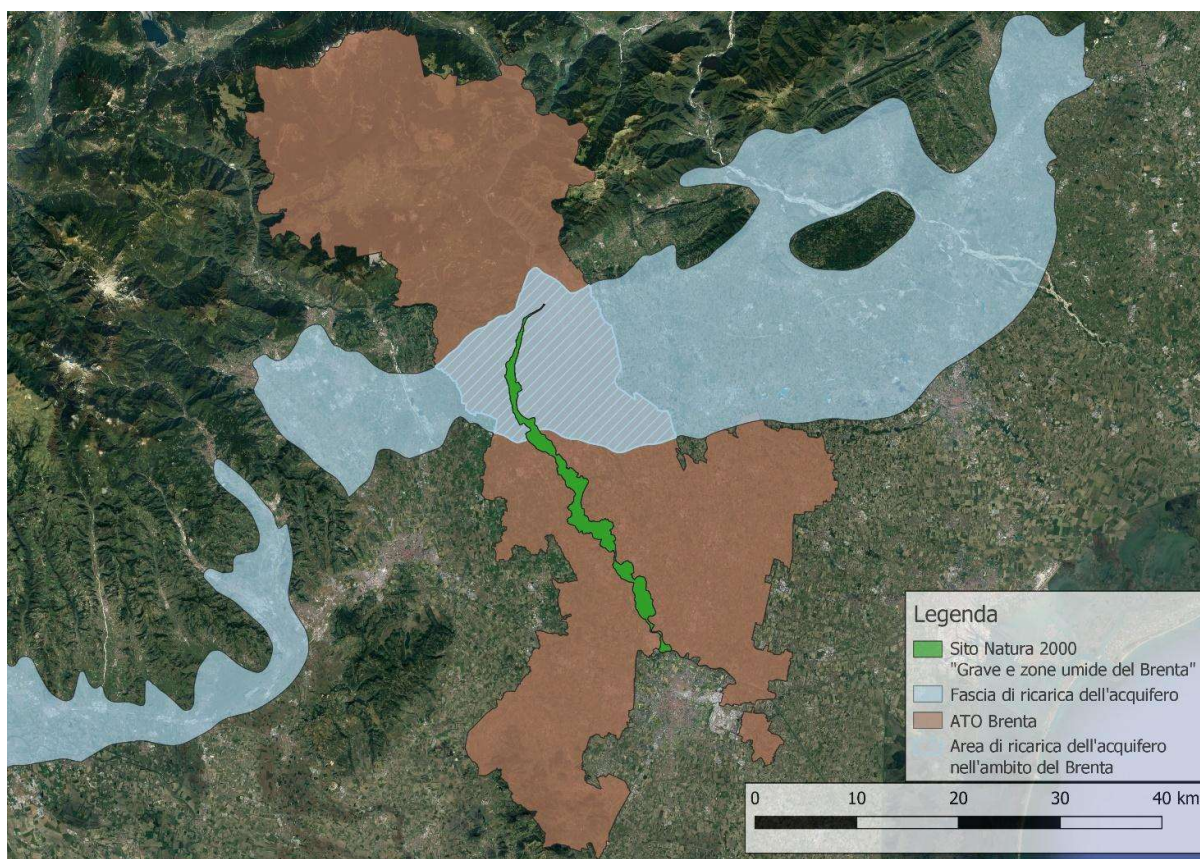 Legenda
Sito Natura 2000
"Grave e zone umide del Brenta"
Fascia di ricarica dell'acquifero
ATO Brenta
Area di ricarica dell'acquifero
nell'ambito del Brenta
0 10 20 30 40 km